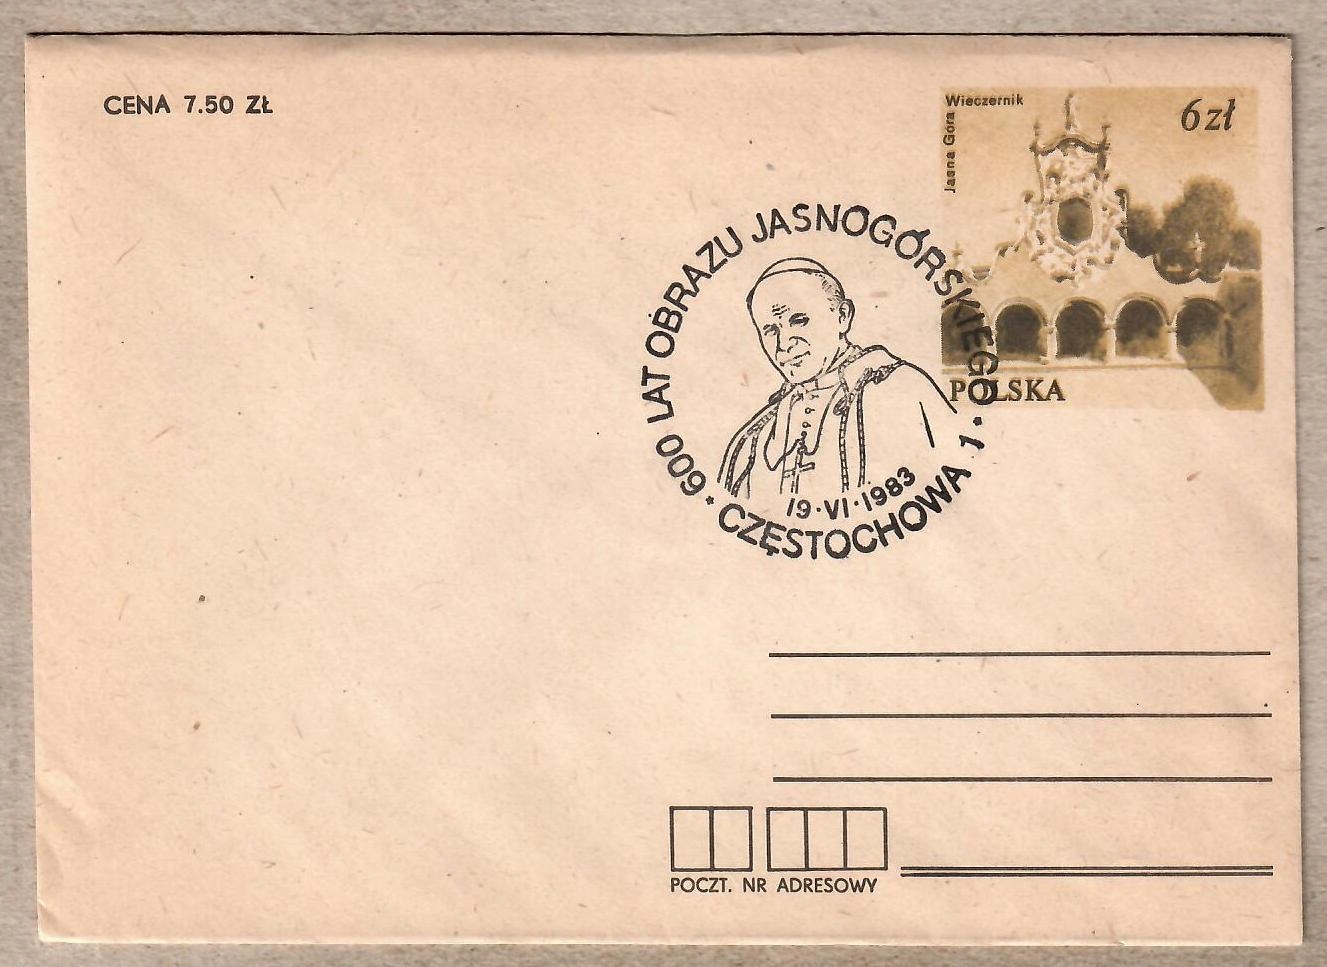 CENA 7.50 ZŁ
Wieczernik
Jasna Góra
6 zł
POLSKA
600 LAT OBRAZU JASNOGÓRSKIEGO
19·VI·1983
* CZĘSTOCHOWA 1 *
POCZT. NR ADRESOWY